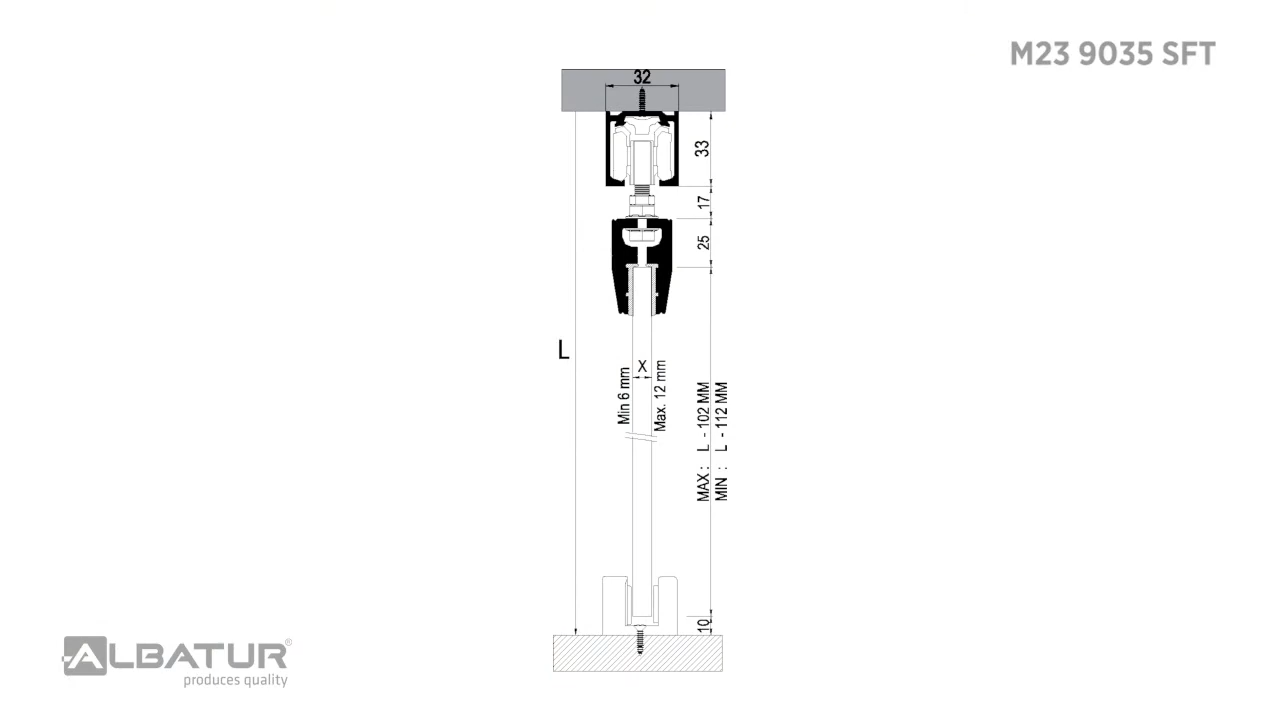 M23 9035 SFT
32
33
17
25
L
X
Min 6 mm
Max. 12 mm
MAX : L - 102 MM
MIN : L - 112 MM
10
ALBATUR®
produces quality